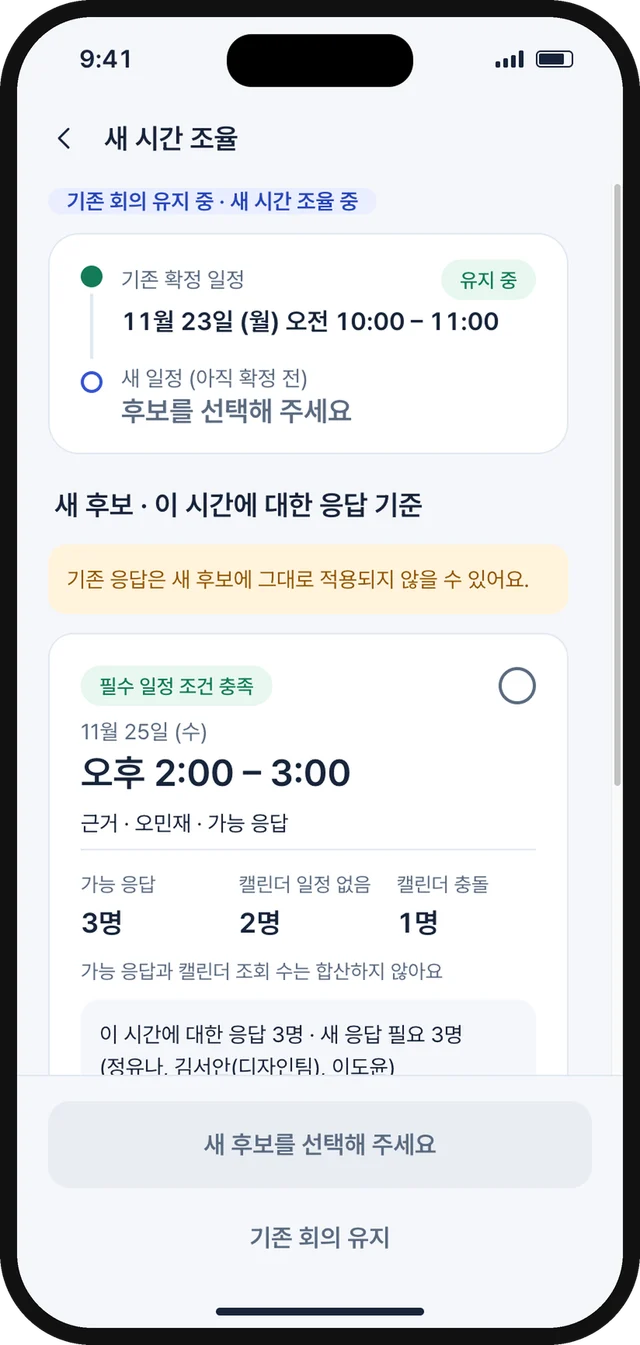 9:41
새 시간 조율
기존 회의 유지 중 · 새 시간 조율 중
기존 확정 일정
유지 중
11월 23일 (월) 오전 10:00 – 11:00
새 일정 (아직 확정 전)
후보를 선택해 주세요
새 후보 · 이 시간에 대한 응답 기준
기존 응답은 새 후보에 그대로 적용되지 않을 수 있어요.
필수 일정 조건 충족
11월 25일 (수)
오후 2:00 – 3:00
근거 · 오민재 · 가능 응답
가능 응답 캘린더 일정 없음 캘린더 충돌
3명 2명 1명
가능 응답과 캘린더 조회 수는 합산하지 않아요
이 시간에 대한 응답 3명 · 새 응답 필요 3명
(정유나, 김서안(디자인팀), 이도윤)
새 후보를 선택해 주세요
기존 회의 유지